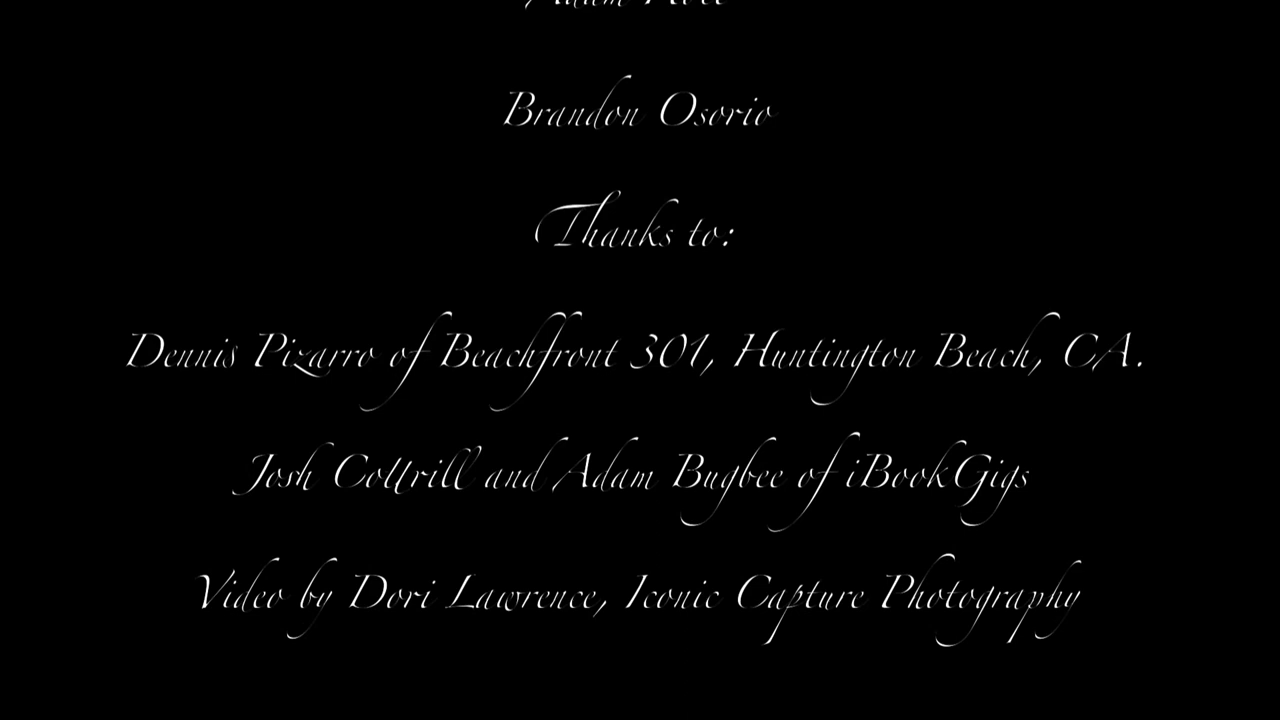 Adam
Brandon Osorio
Thanks to:
Dennis Pizarro of Beachfront 301, Huntington Beach, CA.
Josh Cottrill and Adam Bugbee of iBookGigs
Video by Dori Lawrence, Iconic Capture Photography